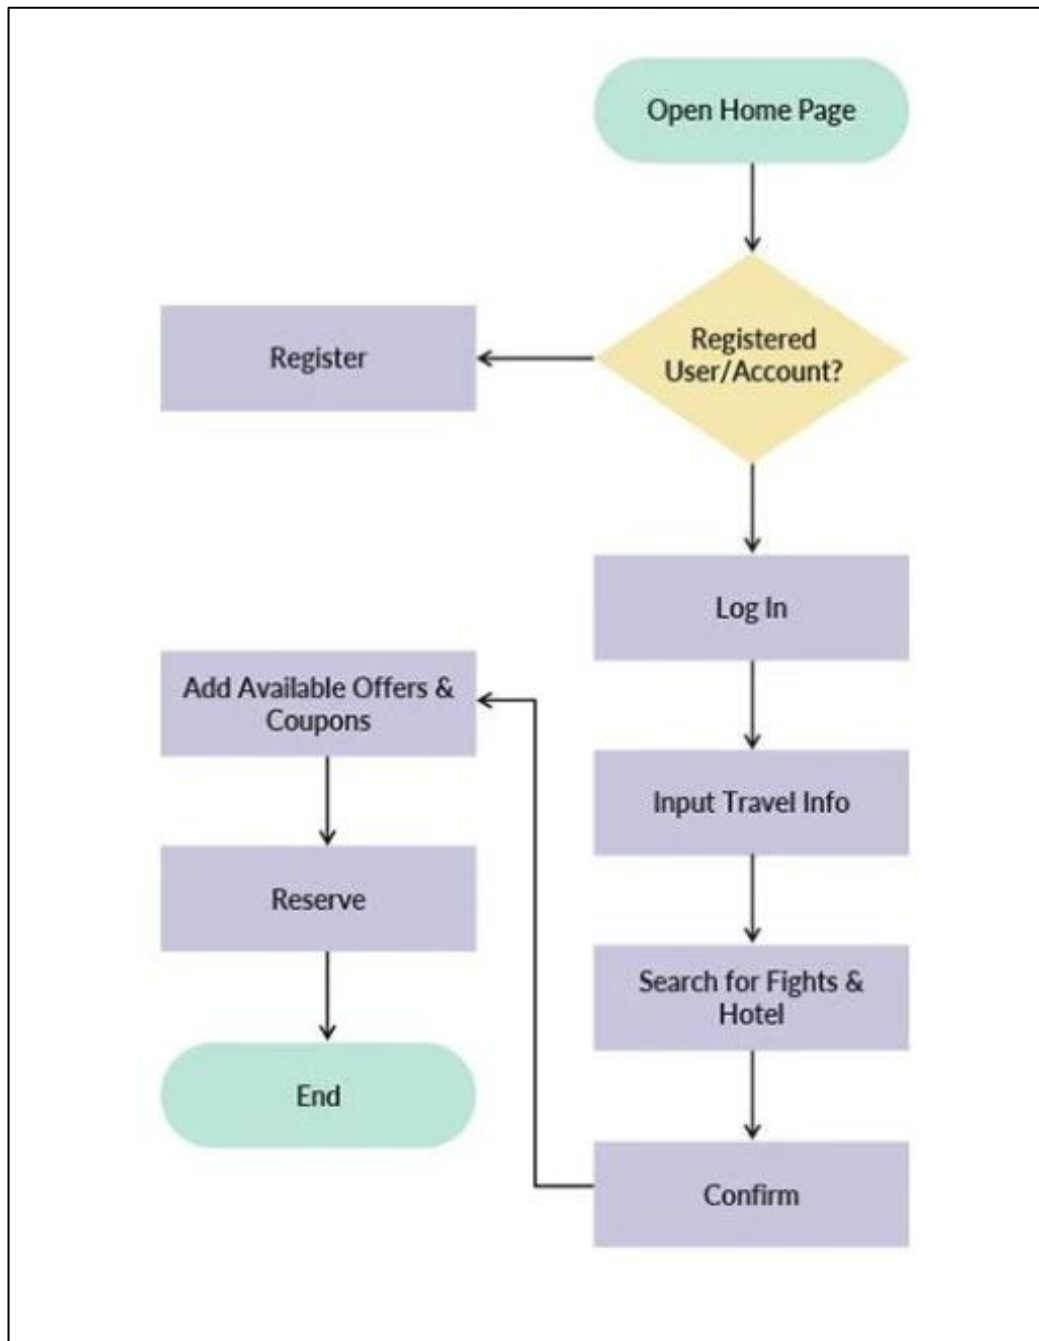 Open Home Page
Registered
User/Account?
Register
Log In
Input Travel Info
Search for Fights &
Hotel
Confirm
Add Available Offers &
Coupons
Reserve
End